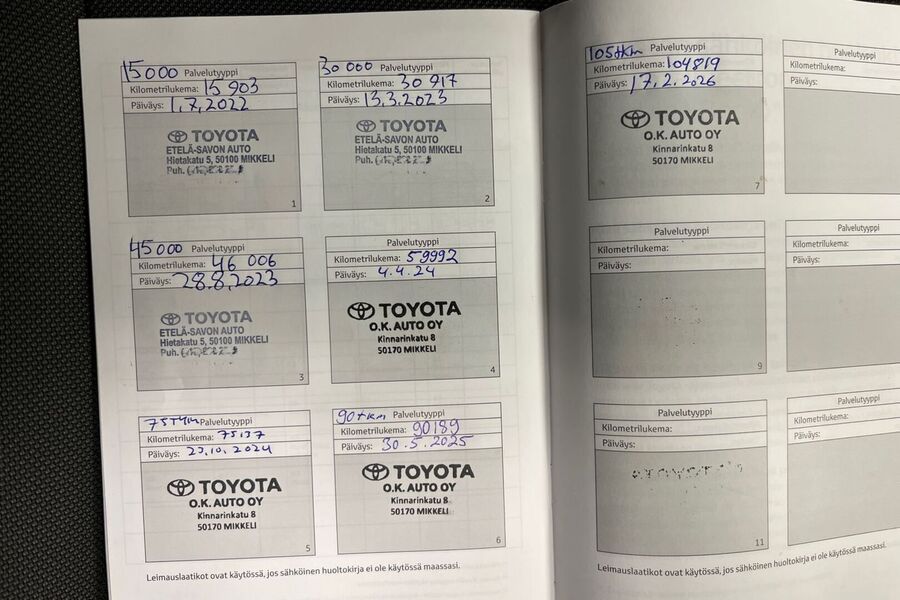 15000 Palvelutyyppi
Kilometrilukema: 15 903
Päiväys: 1.7.2022
TOYOTA
ETELÄ-SAVON AUTO
Hietakatu 5, 50100 MIKKELI
Puh.
1
30 000 Palvelutyyppi
Kilometrilukema: 30 917
Päiväys: 13.3.2023
TOYOTA
ETELÄ-SAVON AUTO
Hietakatu 5, 50100 MIKKELI
Puh.
2
45000 Palvelutyyppi
Kilometrilukema: 46 006
Päiväys: 28.8.2023
TOYOTA
ETELÄ-SAVON AUTO
Hietakatu 5, 50100 MIKKELI
Puh.
3
Palvelutyyppi
Kilometrilukema: 59992
Päiväys: 4.4.24
TOYOTA
O.K. AUTO OY
Kinnarinkatu 8
50170 MIKKELI
4
75tkm Palvelutyyppi
Kilometrilukema: 75137
Päiväys: 23.10.2024
TOYOTA
O.K. AUTO OY
Kinnarinkatu 8
50170 MIKKELI
5
90tkm Palvelutyyppi
Kilometrilukema: 90189
Päiväys: 30.5.2025
TOYOTA
O.K. AUTO OY
Kinnarinkatu 8
50170 MIKKELI
6
Leimauslaatikot ovat käytössä, jos sähköinen huoltokirja ei ole käytössä maassasi.
105tkm Palvelutyyppi
Kilometrilukema: 104819
Päiväys: 17.2.2026
TOYOTA
O.K. AUTO OY
Kinnarinkatu 8
50170 MIKKELI
7
Palvelutyyppi
Kilometrilukema:
Päiväys:
Palvelutyyppi
Kilometrilukema:
Päiväys:
9
Palvelutyyppi
Kilometrilukema:
Päiväys:
Palvelutyyppi
Kilometrilukema:
Päiväys:
11
Palvelutyyppi
Kilometrilukema:
Päiväys:
Leimauslaatikot ovat käytössä, jos sähköinen huoltokirja ei ole käytössä maassasi.